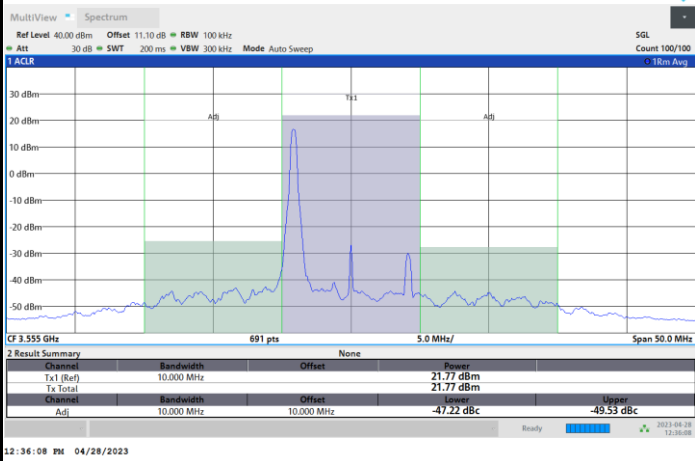 MultiView Spectrum
Ref Level 40.00 dBm Offset 11.10 dB RBW 100 kHz SGL
Att 30 dB SWT 200 ms VBW 300 kHz Mode Auto Sweep Count 100/100
1 ACLR 1Rm Avg
Tx1
30 dBm
Adj Adj
20 dBm
10 dBm
0 dBm
-10 dBm
-20 dBm
-30 dBm
-40 dBm
-50 dBm
CF 3.555 GHz 691 pts 5.0 MHz/ Span 50.0 MHz
2 Result Summary None
Channel Bandwidth Offset Power
Tx1 (Ref) 10.000 MHz 21.77 dBm
Tx Total 21.77 dBm
Channel Bandwidth Offset Lower Upper
Adj 10.000 MHz 10.000 MHz -47.22 dBc -49.53 dBc
Ready 2023-04-28
12:36:08
12:36:08 PM 04/28/2023